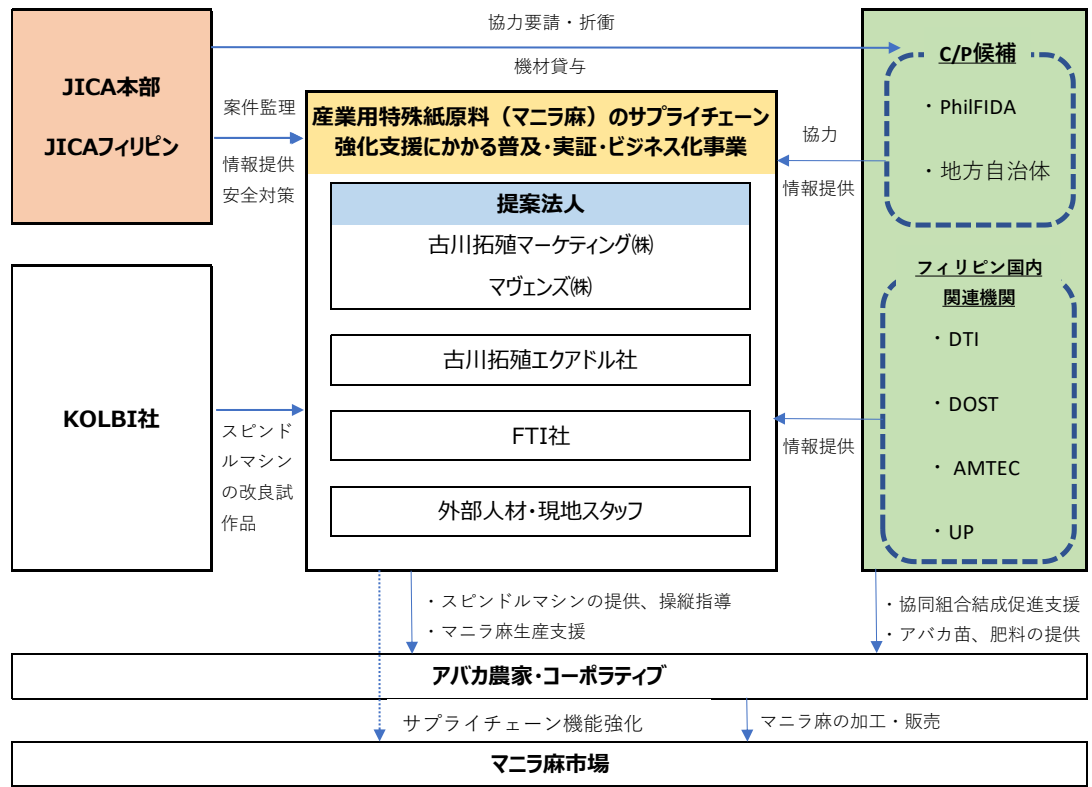 協力要請・折衝
機材貸与
JICA本部
JICAフィリピン
案件監理
情報提供
安全対策
産業用特殊紙原料（マニラ麻）のサプライチェーン
強化支援にかかる普及・実証・ビジネス化事業
提案法人
古川拓殖マーケティング㈱
マヴェンズ㈱
古川拓殖エクアドル社
FTI社
外部人材・現地スタッフ
協力
情報提供
C/P候補
・PhilFIDA
・地方自治体
フィリピン国内
関連機関
・DTI
・DOST
・AMTEC
・UP
情報提供
KOLBI社
スピンド
ルマシン
の改良試
作品
・スピンドルマシンの提供、操縦指導
・マニラ麻生産支援
・協同組合結成促進支援
・アバカ苗、肥料の提供
アバカ農家・コーポラティブ
サプライチェーン機能強化
マニラ麻の加工・販売
マニラ麻市場